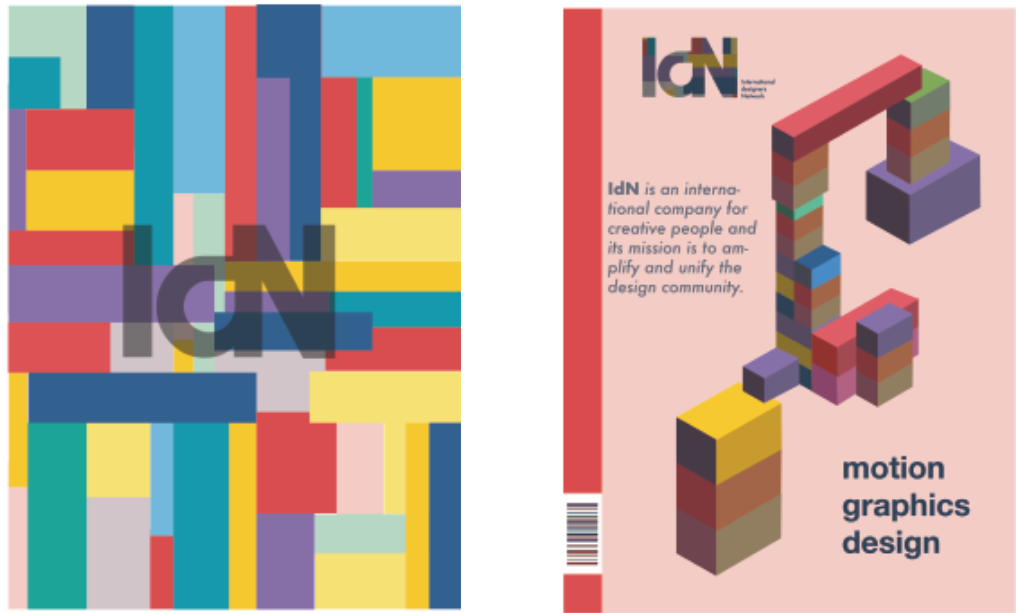 IdN
IdN
International
designers
Network
IdN is an interna-
tional company for
creative people and
its mission is to am-
plify and unify the
design community.
motion
graphics
design